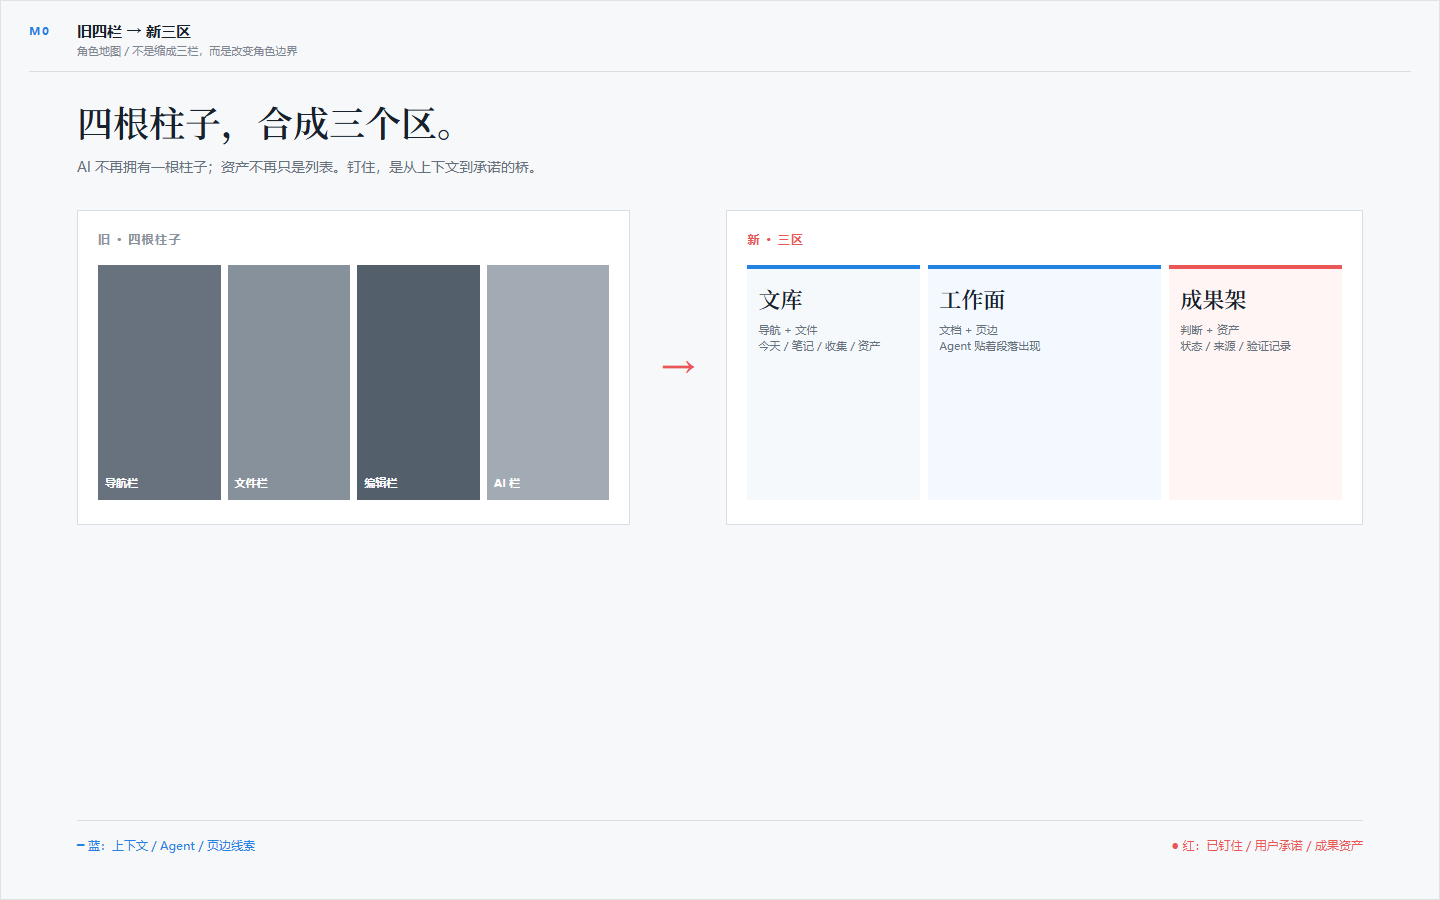 M0
旧四栏 → 新三区
角色地图 / 不是缩成三栏，而是改变角色边界
四根柱子，合成三个区。
AI 不再拥有一根柱子；资产不再只是列表。钉住，是从上下文到承诺的桥。
旧 · 四根柱子
导航栏
文件栏
编辑栏
AI 栏
→
新 · 三区
文库
导航 + 文件
今天 / 笔记 / 收集 / 资产
工作面
文档 + 页边
Agent 贴着段落出现
成果架
判断 + 资产
状态 / 来源 / 验证记录
蓝：上下文 / Agent / 页边线索
红：已钉住 / 用户承诺 / 成果资产